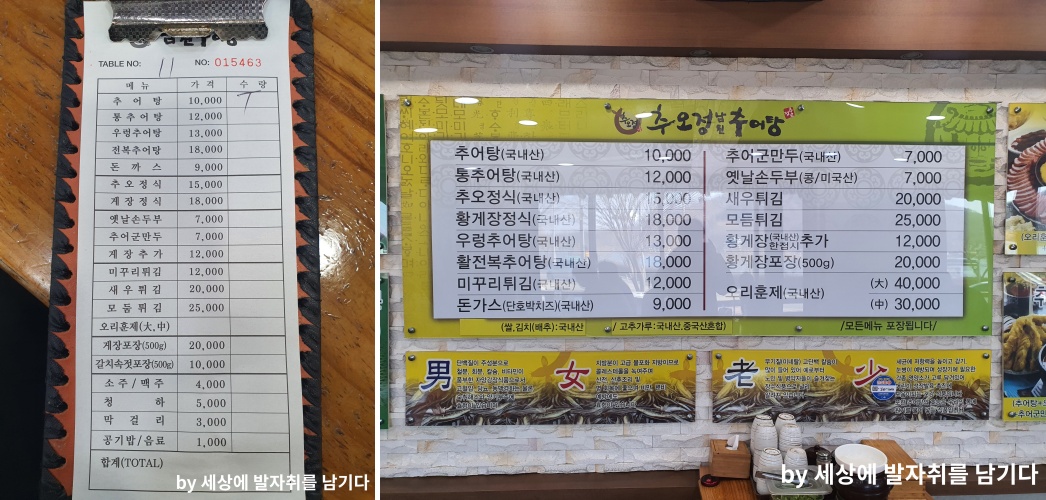 남원추어탕
TABLE NO: 11 NO: 015463
메뉴 가격 수량
추어탕 10,000
통추어탕 12,000
우렁추어탕 13,000
전복추어탕 18,000
돈까스 9,000
추오정식 15,000
게장정식 18,000
옛날손두부 7,000
추어군만두 7,000
게장추가 12,000
미꾸리튀김 12,000
새우튀김 20,000
모듬튀김 25,000
오리훈제(大,中)
게장포장(500g) 20,000
갈치속젓포장(500g) 10,000
소주/맥주 4,000
청하 5,000
막걸리 3,000
공기밥/음료 1,000
합계(TOTAL)
by 세상에 발자취를 남기다
추오정남원추어탕
추어탕(국내산) 10,000
통추어탕(국내산) 12,000
추오정식(국내산) 15,000
황게장정식(국내산) 18,000
우렁추어탕(국내산) 13,000
활전복추어탕(국내산) 18,000
미꾸리튀김(국내산) 12,000
돈가스(단호박치즈)(국내산) 9,000
추어군만두(국내산) 7,000
옛날손두부(콩/미국산) 7,000
새우튀김 20,000
모듬튀김 25,000
황게장(국내산)한접시추가 12,000
황게장포장(500g) 20,000
오리훈제(국내산) (大) 40,000
(中) 30,000
(쌀,김치(배추):국내산 / 고추가루:국내산,중국산혼합) /모든메뉴 포장됩니다/
男
단백질이 주성분으로
女
老
少
by 세상에 발자취를 남기다